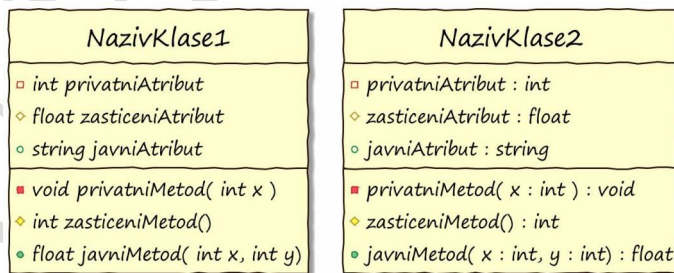 NazivKlase1
int privatniAtribut
float zasticeniAtribut
string javniAtribut
void privatniMetod( int x )
int zasticeniMetod()
float javniMetod( int x, int y)
NazivKlase2
privatniAtribut : int
zasticeniAtribut : float
javniAtribut : string
privatniMetod( x : int ) : void
zasticeniMetod() : int
javniMetod( x : int, y : int) : float